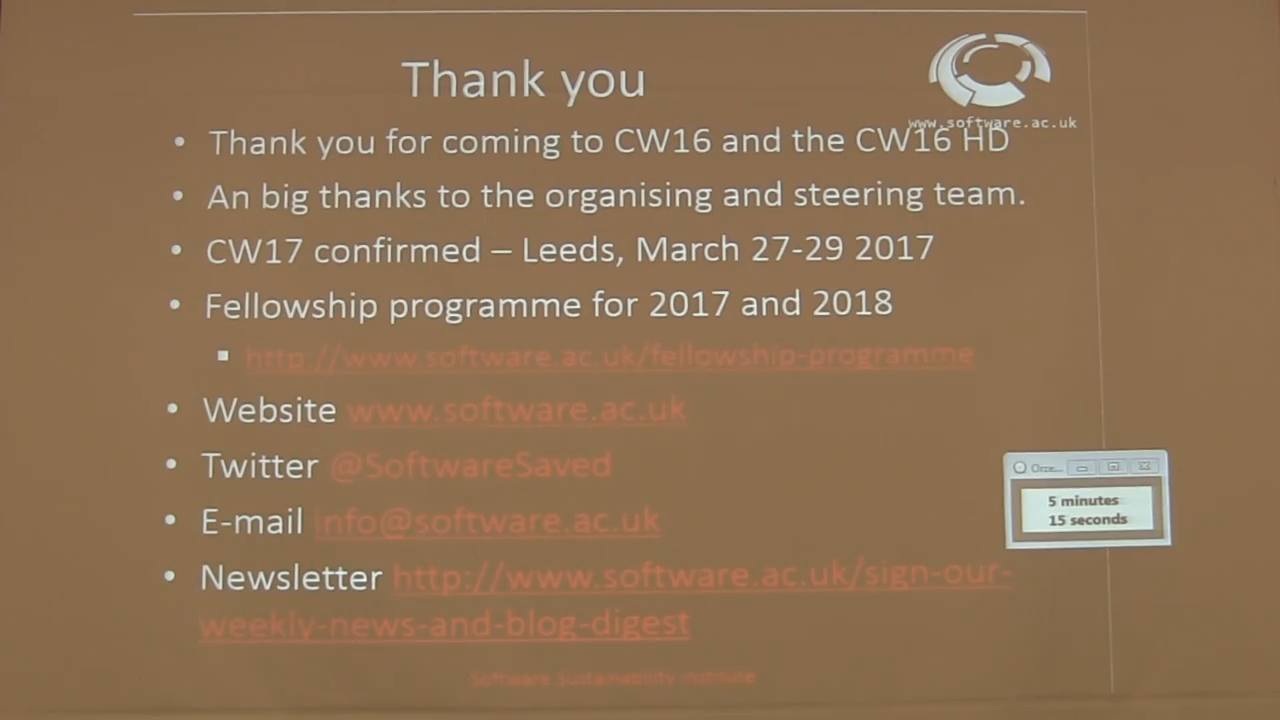 Thank you
www.software.ac.uk
• Thank you for coming to CW16 and the CW16 HD
• An big thanks to the organising and steering team.
• CW17 confirmed – Leeds, March 27-29 2017
• Fellowship programme for 2017 and 2018
▪ http://www.software.ac.uk/fellowship-programme
• Website www.software.ac.uk
• Twitter @SoftwareSaved
• E-mail info@software.ac.uk
5 minutes
15 seconds
• Newsletter http://www.software.ac.uk/sign-our-
weekly-news-and-blog-digest
Software Sustainability Institute